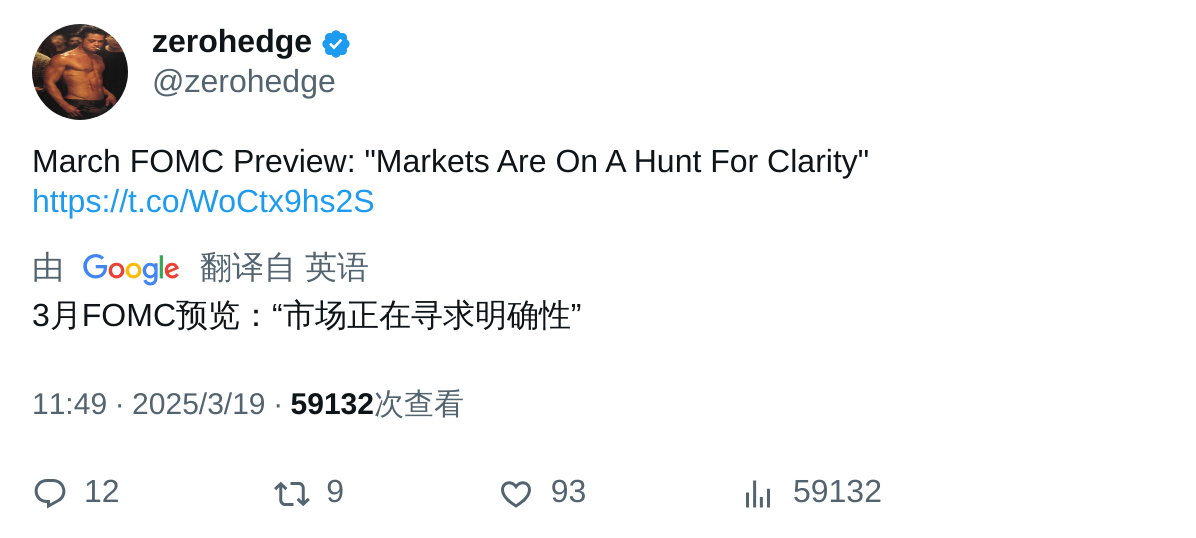 zerohedge
@zerohedge
March FOMC Preview: "Markets Are On A Hunt For Clarity"
https://t.co/WoCtx9hs2S
由 Google 翻译自 英语
3月FOMC预览：“市场正在寻求明确性”
11:49 · 2025/3/19 · 59132次查看
12 9 93 59132